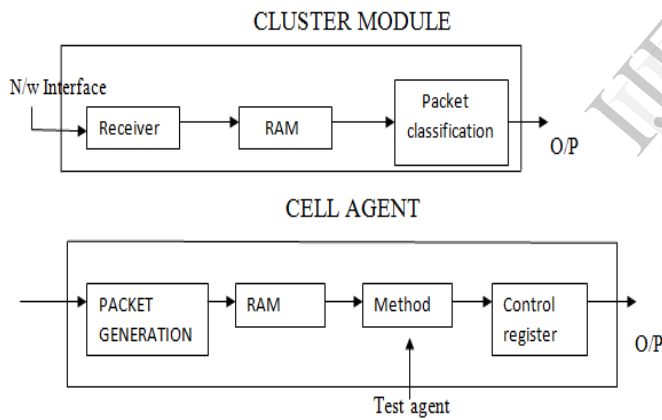 CLUSTER MODULE
N/w Interface
Receiver
RAM
Packet
classification
O/P
CELL AGENT
PACKET
GENERATION
RAM
Method
Control
register
O/P
Test agent